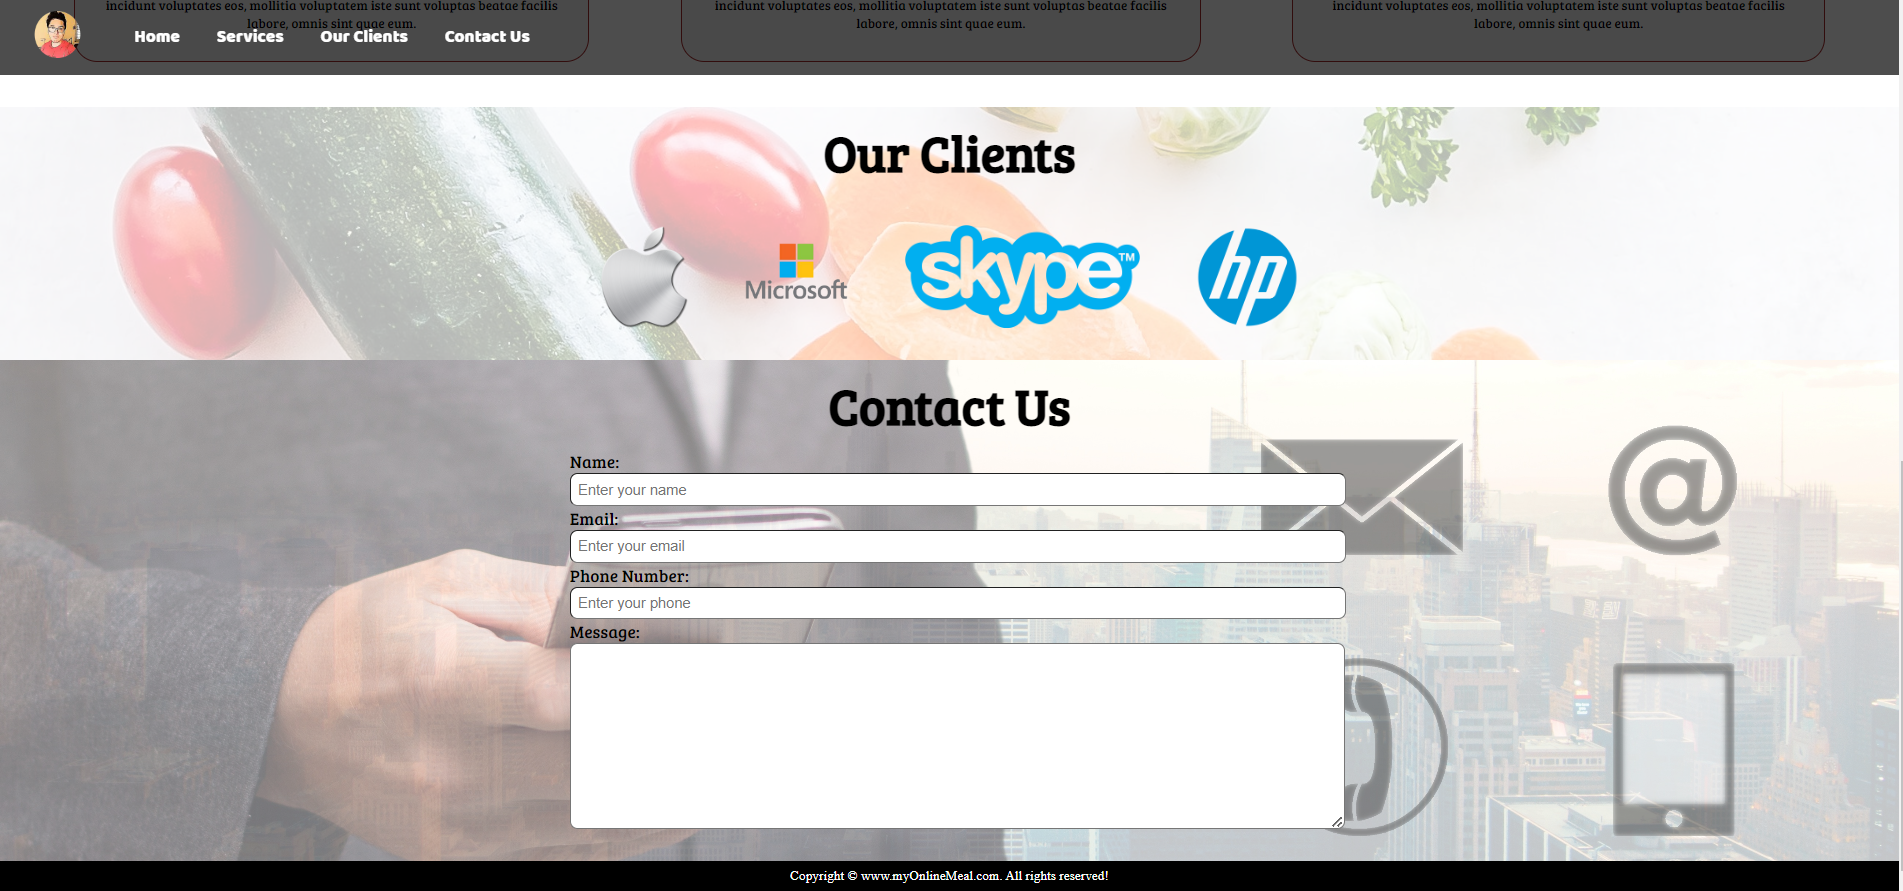 incidunt voluptates eos, mollitia voluptatem iste sunt voluptas beatae facilis
labore, omnis sint quae eum.
incidunt voluptates eos, mollitia voluptatem iste sunt voluptas beatae facilis
labore, omnis sint quae eum.
incidunt voluptates eos, mollitia voluptatem iste sunt voluptas beatae facilis
labore, omnis sint quae eum.
Home Services Our Clients Contact Us
Our Clients
Microsoft
skype™
hp
Contact Us
Name:
Enter your name
Email:
Enter your email
Phone Number:
Enter your phone
Message:
@
Copyright © www.myOnlineMeal.com. All rights reserved!